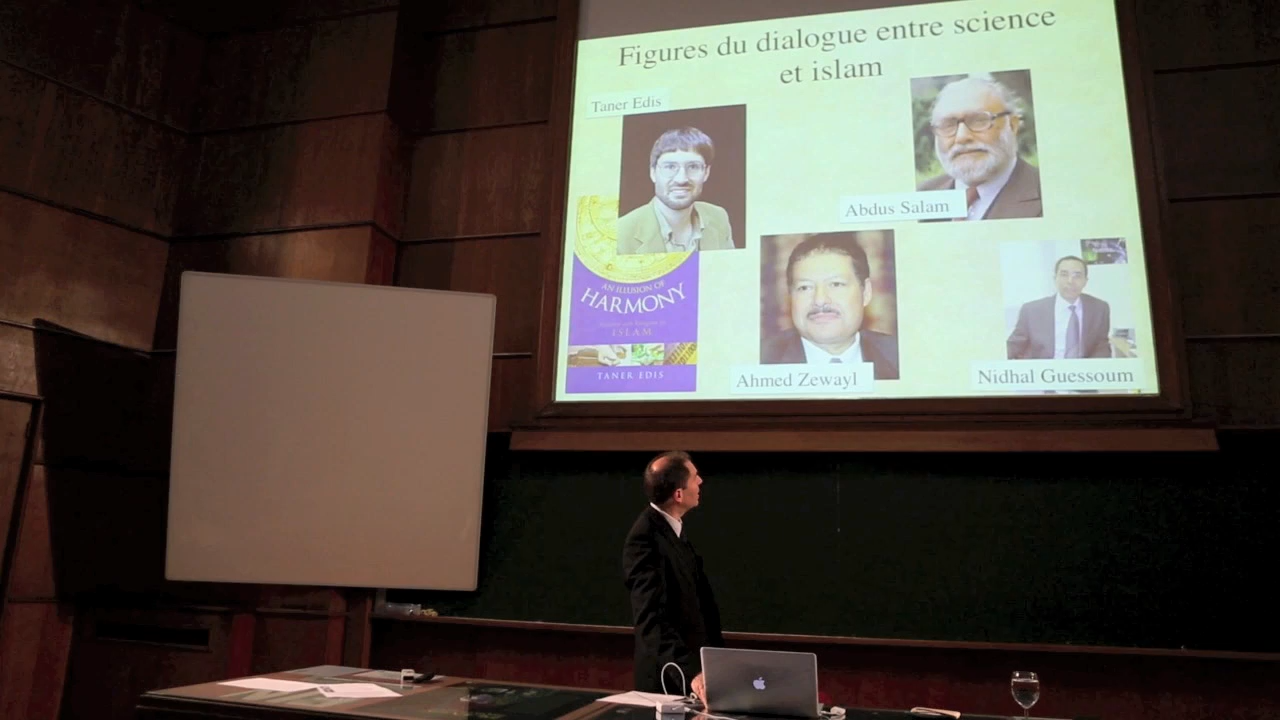 Figures du dialogue entre science
et islam
Taner Edis
Abdus Salam
AN ILLUSION OF
HARMONY
ISLAM
TANER EDIS
Ahmed Zewayl
Nidhal Guessoum